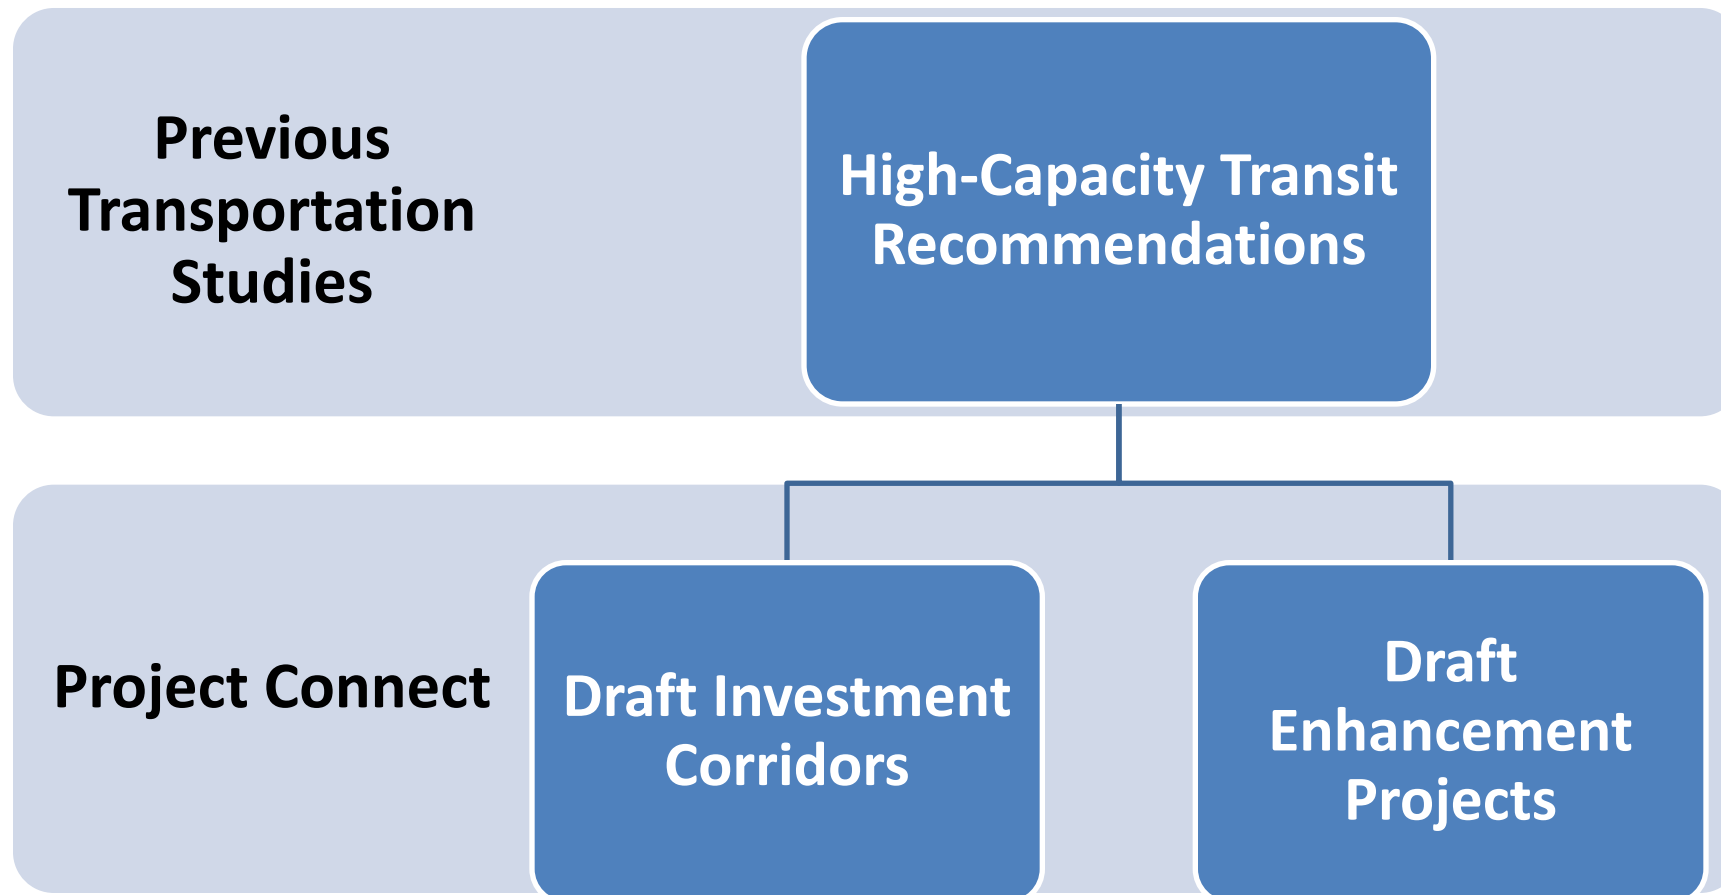 Previous
Transportation
Studies
High-Capacity Transit
Recommendations
Project Connect
Draft Investment
Corridors
Draft
Enhancement
Projects